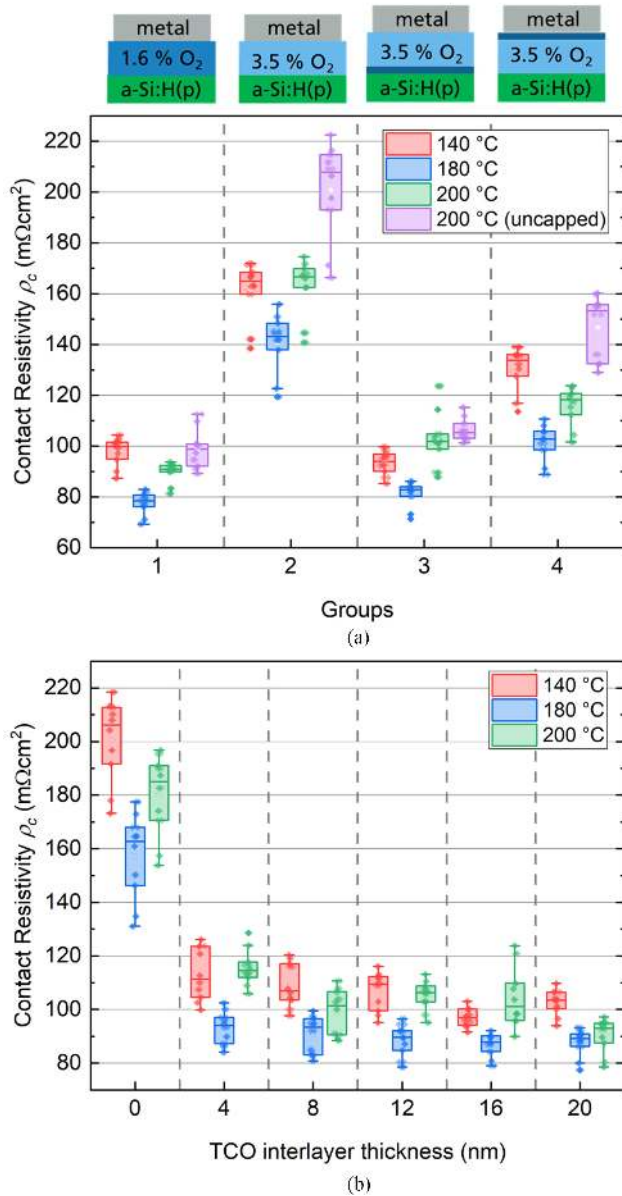 metal metal metal metal
1.6 % O₂ 3.5 % O₂ 3.5 % O₂ 3.5 % O₂
a-Si:H(p) a-Si:H(p) a-Si:H(p) a-Si:H(p)
140 °C
180 °C
200 °C
200 °C (uncapped)
Contact Resistivity ρc (mΩcm²)
220
200
180
160
140
120
100
80
60
1 2 3 4
Groups
(a)
140 °C
180 °C
200 °C
Contact Resistivity ρc (mΩcm²)
220
200
180
160
140
120
100
80
0 4 8 12 16 20
TCO interlayer thickness (nm)
(b)